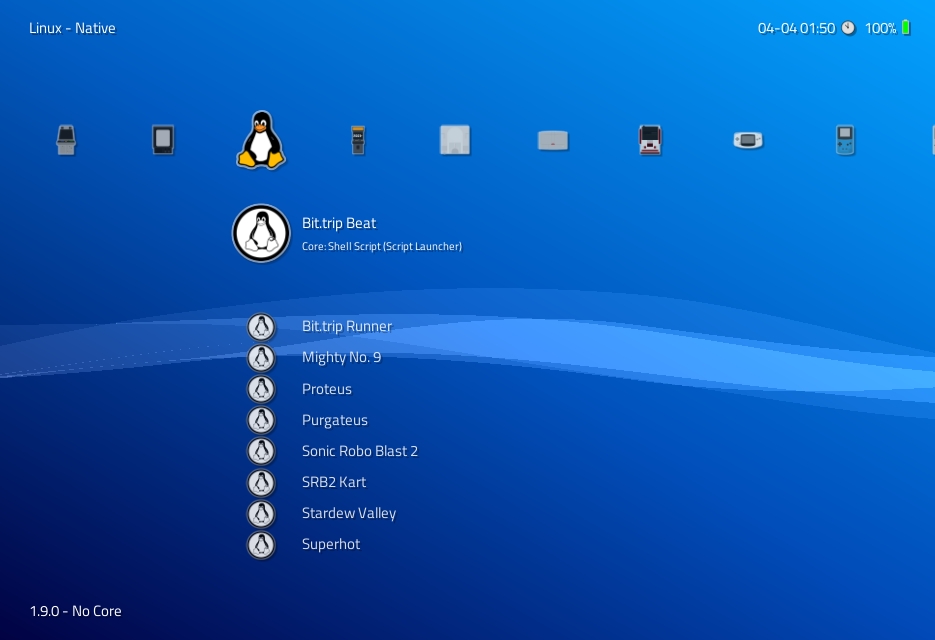 Linux - Native
04-04 01:50 100%
Bit.trip Beat
Core: Shell Script (Script Launcher)
Bit.trip Runner
Mighty No. 9
Proteus
Purgateus
Sonic Robo Blast 2
SRB2 Kart
Stardew Valley
Superhot
1.9.0 - No Core